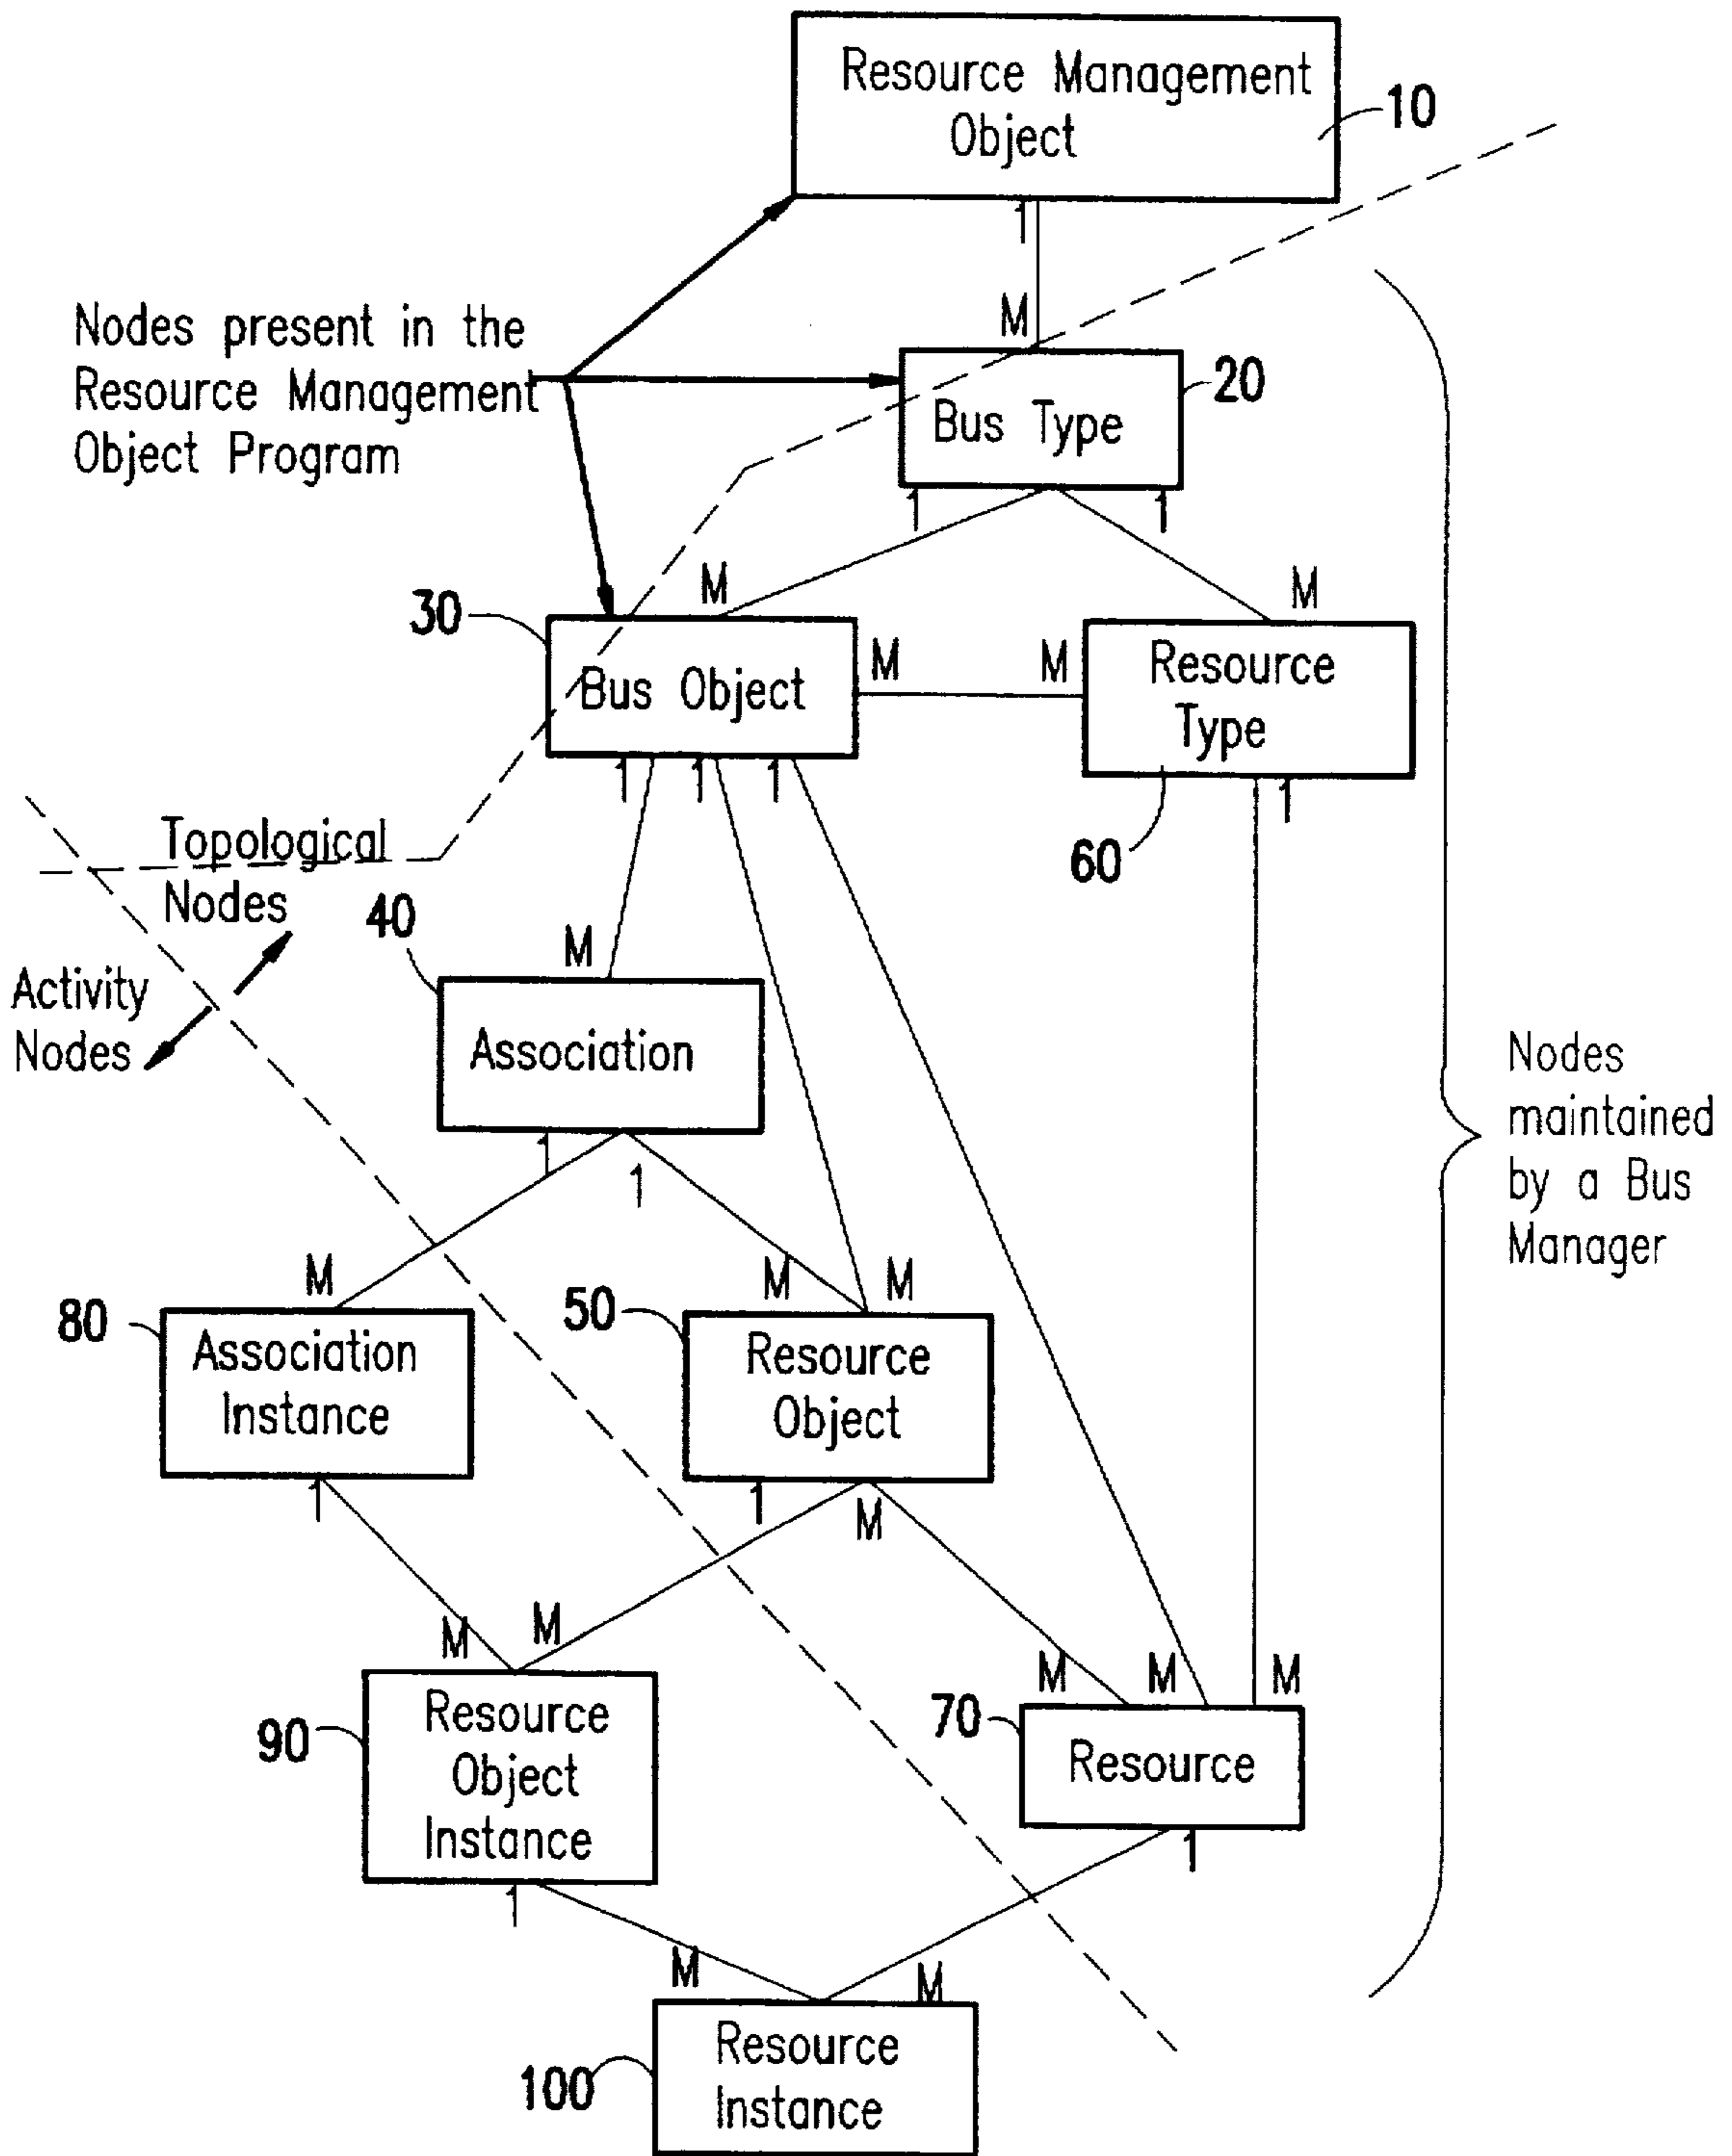 Resource Management
Object
10
1
M
Nodes present in the
Resource Management
Object Program
Bus Type
20
1
1
M
M
30
Bus Object
M
M
Resource
Type
1
1
1
1
60
Topological
Nodes
Activity
Nodes
40
M
Association
1
1
Nodes
maintained
by a Bus
Manager
M
M
M
80
Association
Instance
50
Resource
Object
1
1
M
M
M
M
M
M
90
Resource
Object
Instance
70
Resource
1
1
M
M
100
Resource
Instance